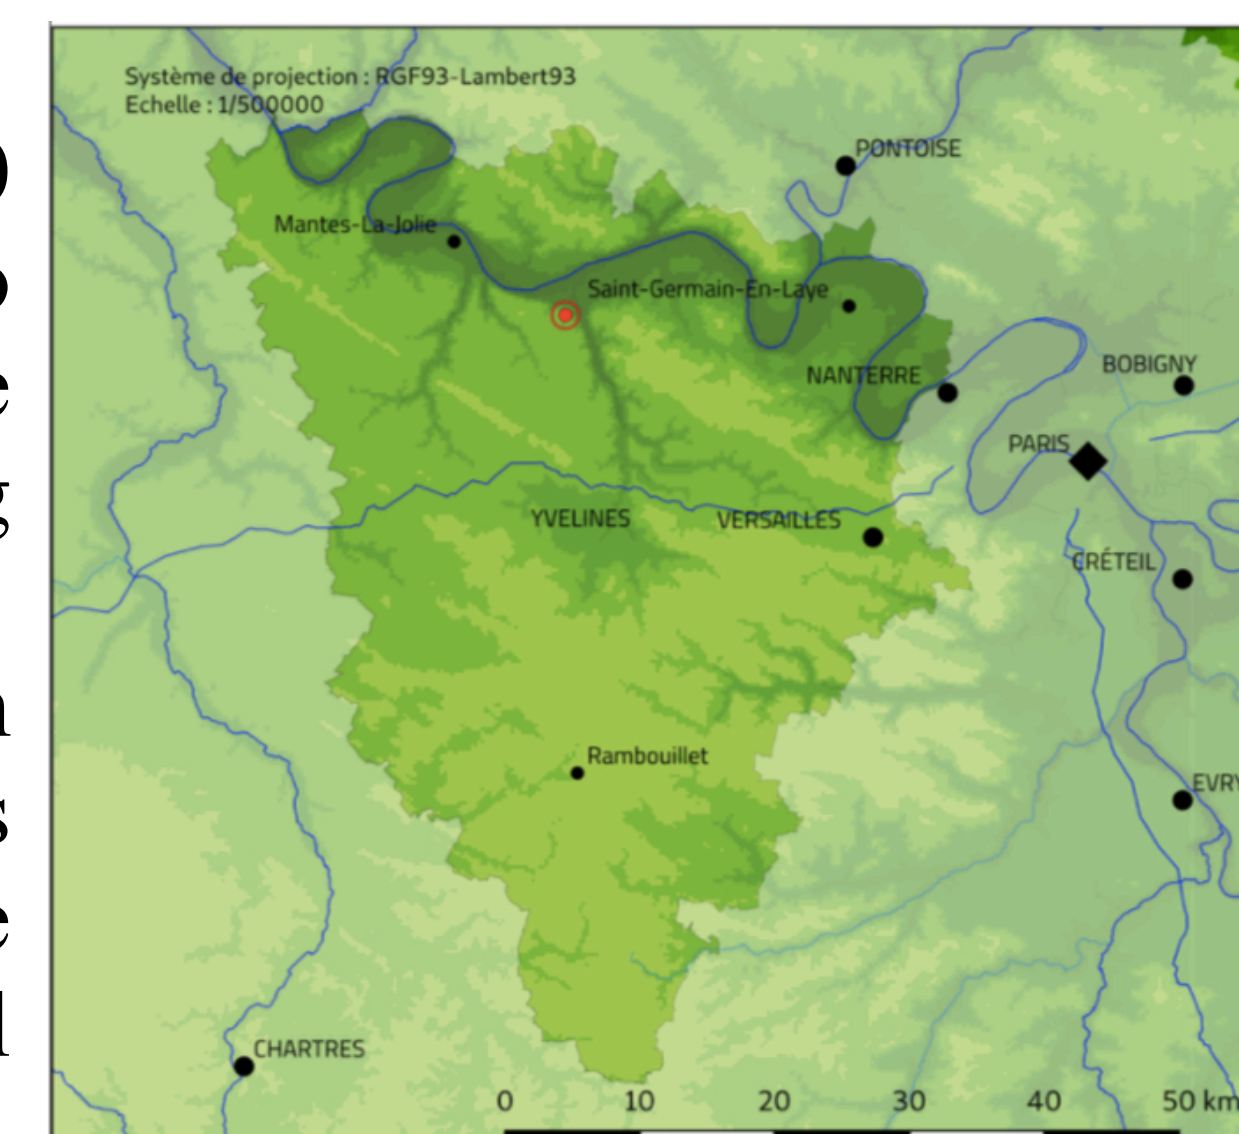 Système de projection : RGF93-Lambert93
Echelle : 1/500000
PONTOISE
Mantes-La-Jolie
Saint-Germain-En-Laye
NANTERRE
BOBIGNY
PARIS
YVELINES
VERSAILLES
CRÉTEIL
Rambouillet
EVRY
CHARTRES
0 10 20 30 40 50 km